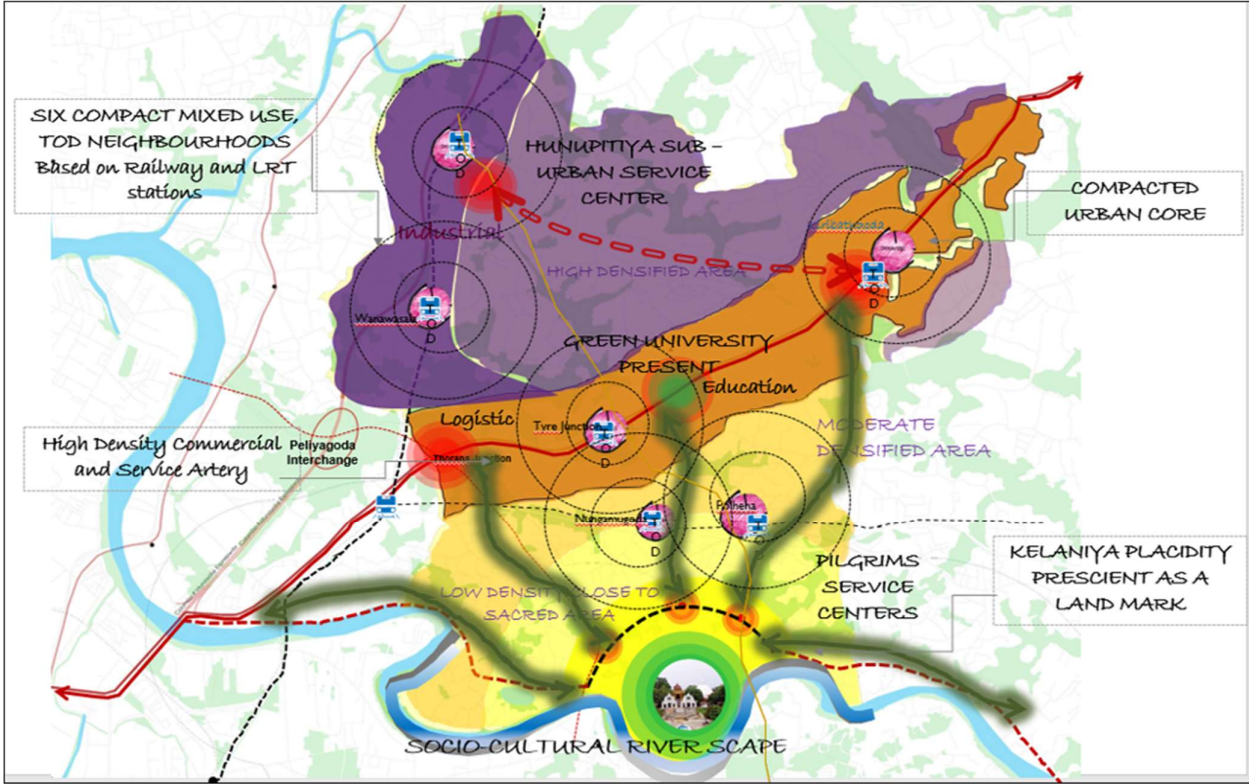 SIX COMPACT MIXED USE,
TOD NEIGHBOURHOODS
Based on Railway and LRT
stations
HUNUPITIYA SUB –
URBAN SERVICE
CENTER
COMPACTED
URBAN CORE
Industrial
HIGH DENSIFIED AREA
Wanawasala
GREEN UNIVERSITY
PRESENT
Education
Logistic
Tyre Junction
Thorana Junction
High Density Commercial
and Service Artery
Peliyagoda
Interchange
MODERATE
DENSIFIED AREA
Nungamugoda
Pilheha
KELANIYA PLACIDITY
PRESCIENT AS A
LAND MARK
PILGRIMS
SERVICE
CENTERS
LOW DENSITY CLOSE TO
SACRED AREA
SOCIO-CULTURAL RIVER SCAPE